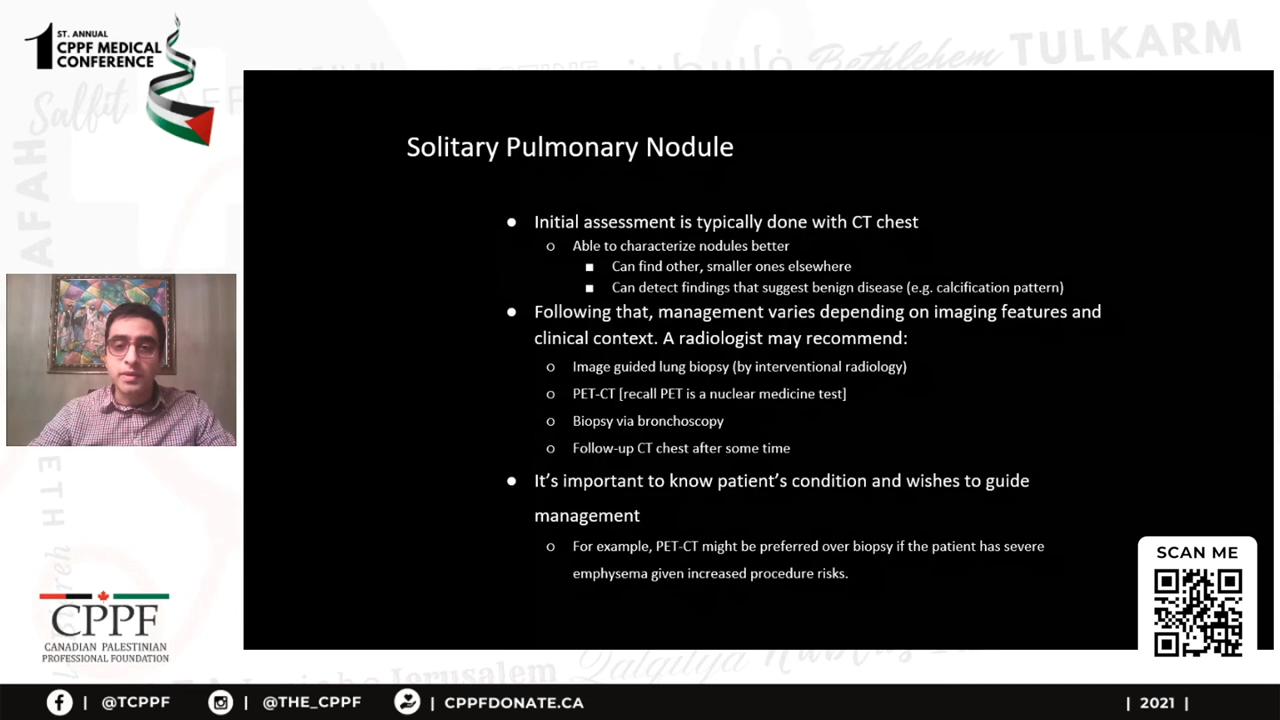 1 ST. ANNUAL
CPPF MEDICAL
CONFERENCE
Salfit
Bethlehem
TULKARM
AFAH
Solitary Pulmonary Nodule
● Initial assessment is typically done with CT chest
○ Able to characterize nodules better
■ Can find other, smaller ones elsewhere
■ Can detect findings that suggest benign disease (e.g. calcification pattern)
● Following that, management varies depending on imaging features and
clinical context. A radiologist may recommend:
○ Image guided lung biopsy (by interventional radiology)
○ PET-CT [recall PET is a nuclear medicine test]
○ Biopsy via bronchoscopy
○ Follow-up CT chest after some time
● It's important to know patient's condition and wishes to guide
management
○ For example, PET-CT might be preferred over biopsy if the patient has severe
emphysema given increased procedure risks.
SCAN ME
CPPF
CANADIAN PALESTINIAN
PROFESSIONAL FOUNDATION
Jerusalem
Qalqilya
| @TCPPF | @THE_CPPF | CPPFDONATE.CA | 2021 |